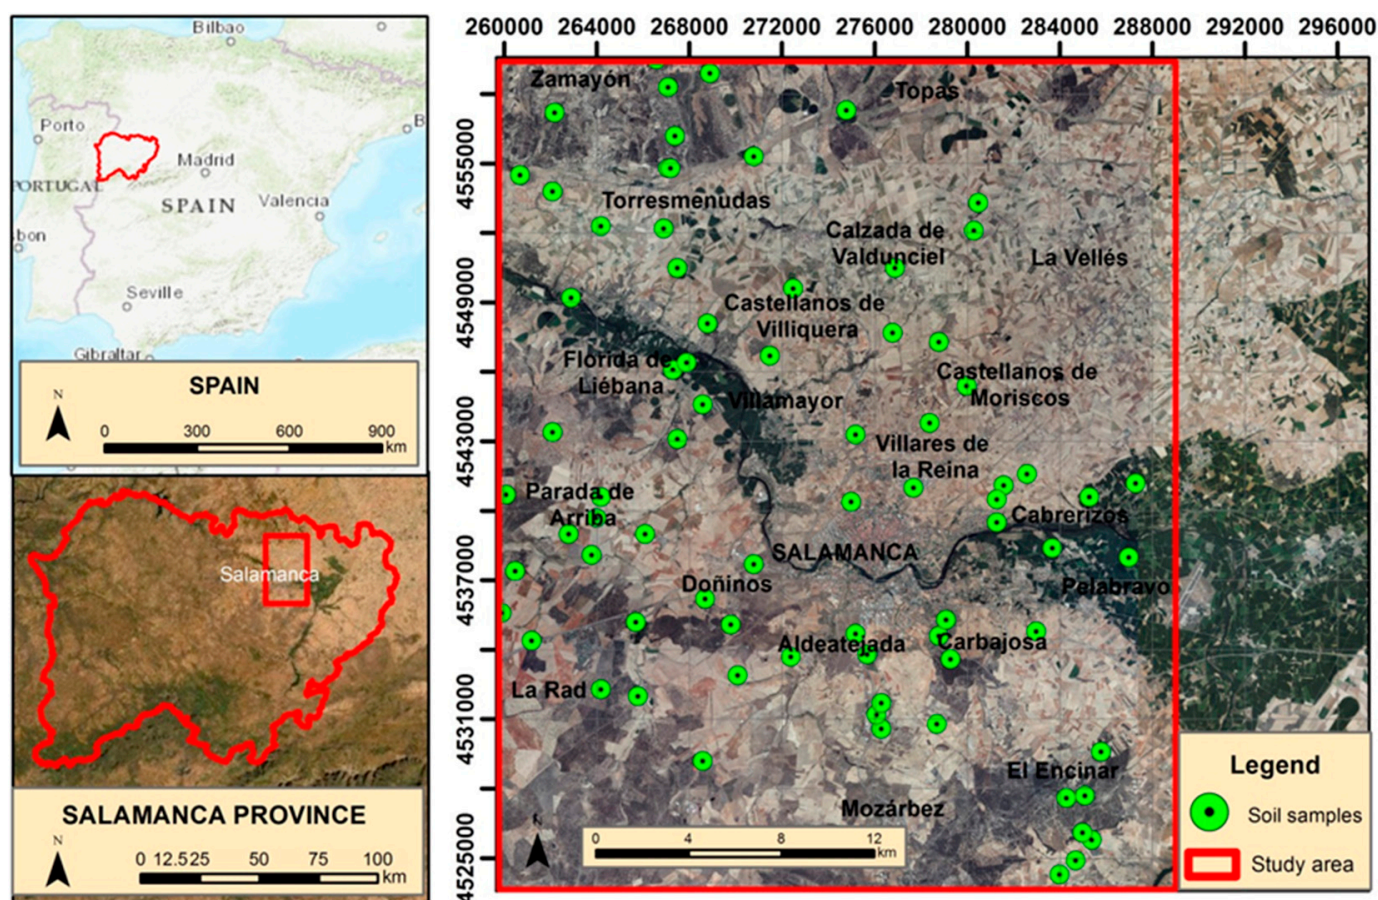 Bilbao
Porto
B
Madrid
PORTUGAL
SPAIN
Valencia
bon
Seville
Gibraltar
N
SPAIN
0 300 600 900
km
Salamanca
SALAMANCA PROVINCE
N
0 12.525 50 75 100
km
260000 264000 268000 272000 276000 280000 284000 288000 292000 296000
4555000
4549000
4543000
4537000
4531000
4525000
Zamayón
Topas
Torresmenudas
Calzada de
Valdunciel
La Vellés
Castellanos de
Villiquera
Florida de
Liébana
Castellanos de
Moriscos
Villamayor
Villares de
la Reina
Parada de
Arriba
Cabrerizos
SALAMANCA
Doñinos
Pelabravo
Aldeatejada
Carbajosa
La Rad
El Encinar
Mozárbez
N
0 4 8 12
km
Legend
Soil samples
Study area